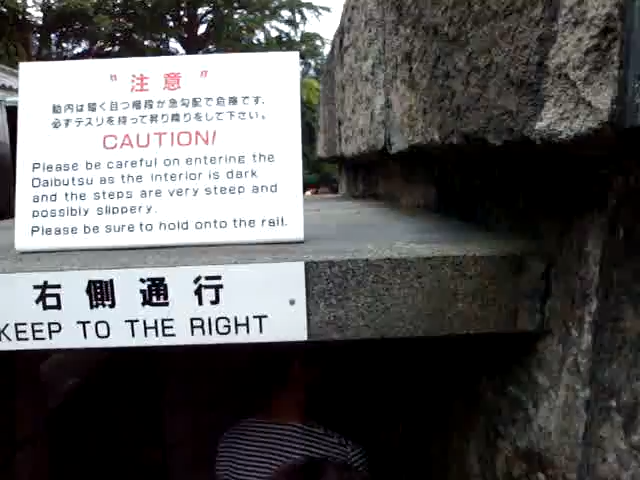 "注意"
胎内は暗く且つ階段が急勾配で危険です.
必ずテスリを持って昇り降りをして下さい。
CAUTION!
Please be careful on entering the
Daibutsu as the interior is dark
and the steps are very steep and
possibly slippery.
Please be sure to hold onto the rail.
右側通行
KEEP TO THE RIGHT